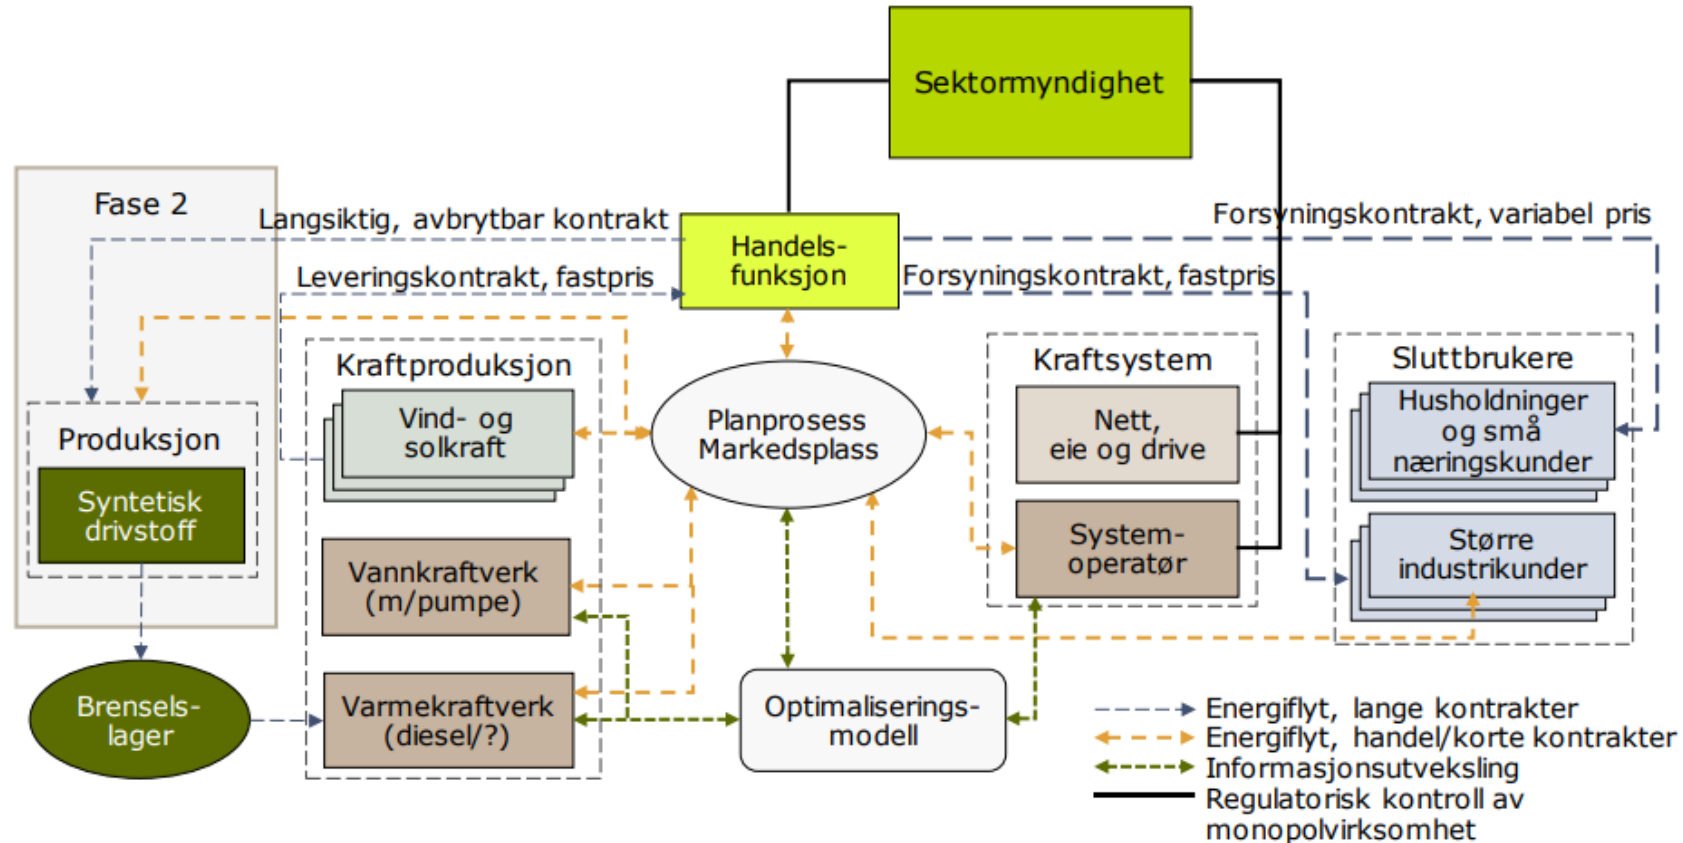 Sektormyndighet
Fase 2
Langsiktig, avbrytbar kontrakt
Handels-
funksjon
Forsyningskontrakt, variabel pris
Leveringskontrakt, fastpris
Forsyningskontrakt, fastpris
Kraftproduksjon
Kraftsystem
Sluttbrukere
Produksjon
Syntetisk
drivstoff
Vind- og
solkraft
Planprosess
Markedsplass
Nett,
eie og drive
Husholdninger
og små
næringskunder
System-
operatør
Større
industrikunder
Vannkraftverk
(m/pumpe)
Brensels-
lager
Varmekraftverk
(diesel/?)
Optimaliserings-
modell
Energiflyt, lange kontrakter
Energiflyt, handel/korte kontrakter
Informasjonsutveksling
Regulatorisk kontroll av
monopolvirksomhet